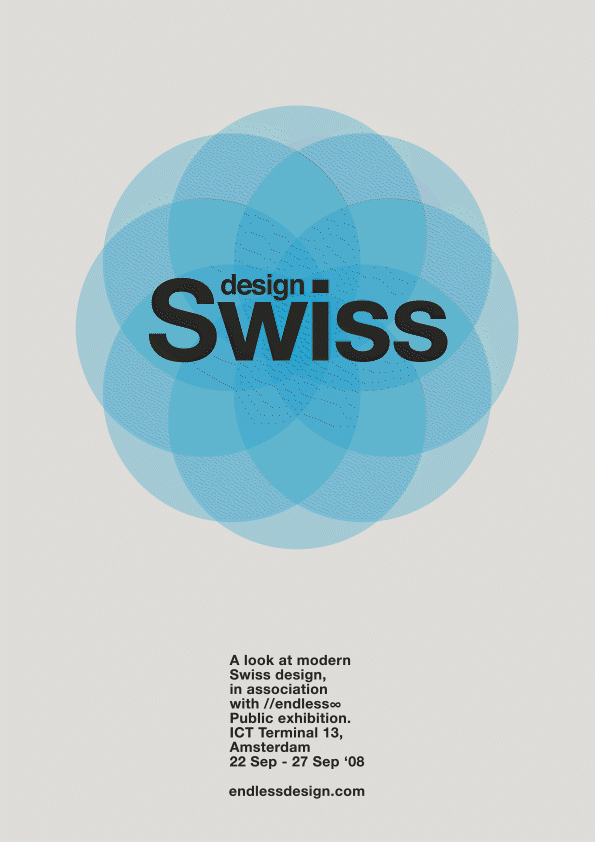 design
Swiss
A look at modern
Swiss design,
in association
with //endless∞
Public exhibition.
ICT Terminal 13,
Amsterdam
22 Sep - 27 Sep ‘08
endlessdesign.com